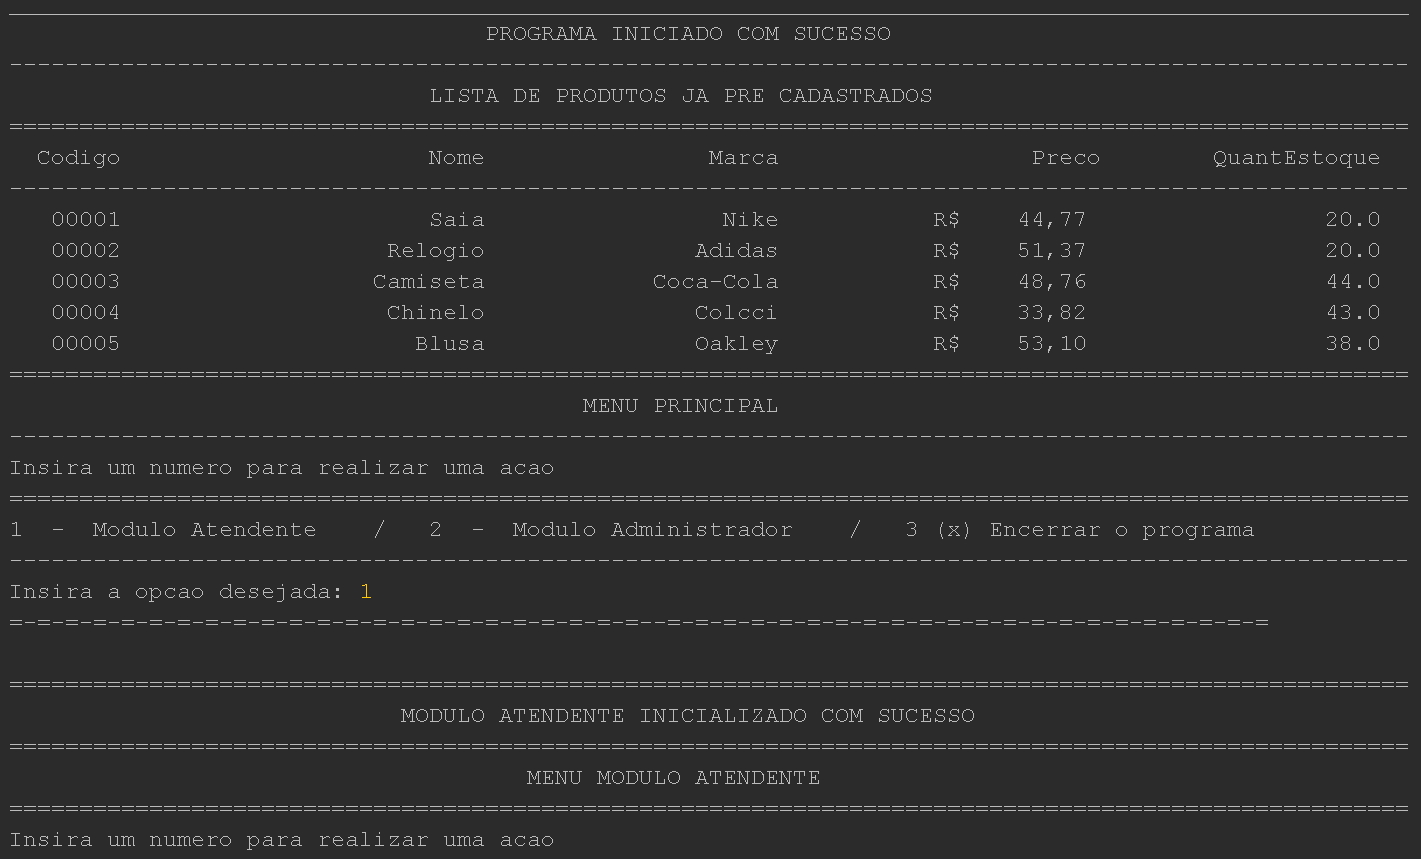 ____________________________________________________________________________________________________
PROGRAMA INICIADO COM SUCESSO
----------------------------------------------------------------------------------------------------
LISTA DE PRODUTOS JA PRE CADASTRADOS
====================================================================================================
Codigo Nome Marca Preco QuantEstoque
----------------------------------------------------------------------------------------------------
00001 Saia Nike R$ 44,77 20.0
00002 Relogio Adidas R$ 51,37 20.0
00003 Camiseta Coca-Cola R$ 48,76 44.0
00004 Chinelo Colcci R$ 33,82 43.0
00005 Blusa Oakley R$ 53,10 38.0
====================================================================================================
MENU PRINCIPAL
----------------------------------------------------------------------------------------------------
Insira um numero para realizar uma acao
====================================================================================================
1 - Modulo Atendente / 2 - Modulo Administrador / 3 (x) Encerrar o programa
----------------------------------------------------------------------------------------------------
Insira a opcao desejada: 1
=-=-=-=-=-=-=-=-=-=-=-=-=-=-=-=-=-=-=-=-=-=-=--=-=-=-=-=-=-=-=-=-=-=-=-=-=-=-=-=-=-=-=-=-=
====================================================================================================
MODULO ATENDENTE INICIALIZADO COM SUCESSO
====================================================================================================
MENU MODULO ATENDENTE
====================================================================================================
Insira um numero para realizar uma acao